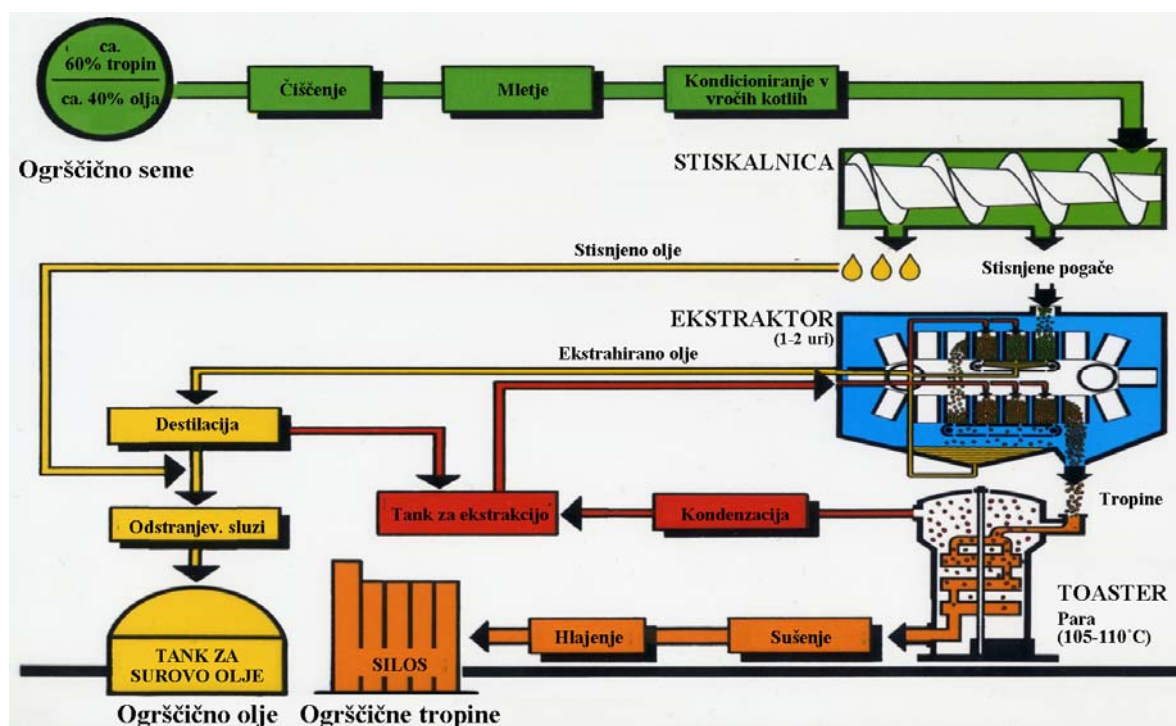 ca.
60% tropin
ca. 40% olja
Ogrščično seme
Čiščenje
Mletje
Kondicioniranje v
vročih kotlih
STISKALNICA
Stisnjeno olje
Stisnjene pogače
EKSTRAKTOR
(1-2 uri)
Ekstrahirano olje
Destilacija
Odstranjev. sluzi
Tank za ekstrakcijo
Kondenzacija
Tropine
TOASTER
Para
(105-110°C)
Hlajenje
Sušenje
SILOS
TANK ZA
SUROVO OLJE
Ogrščično olje
Ogrščične tropine